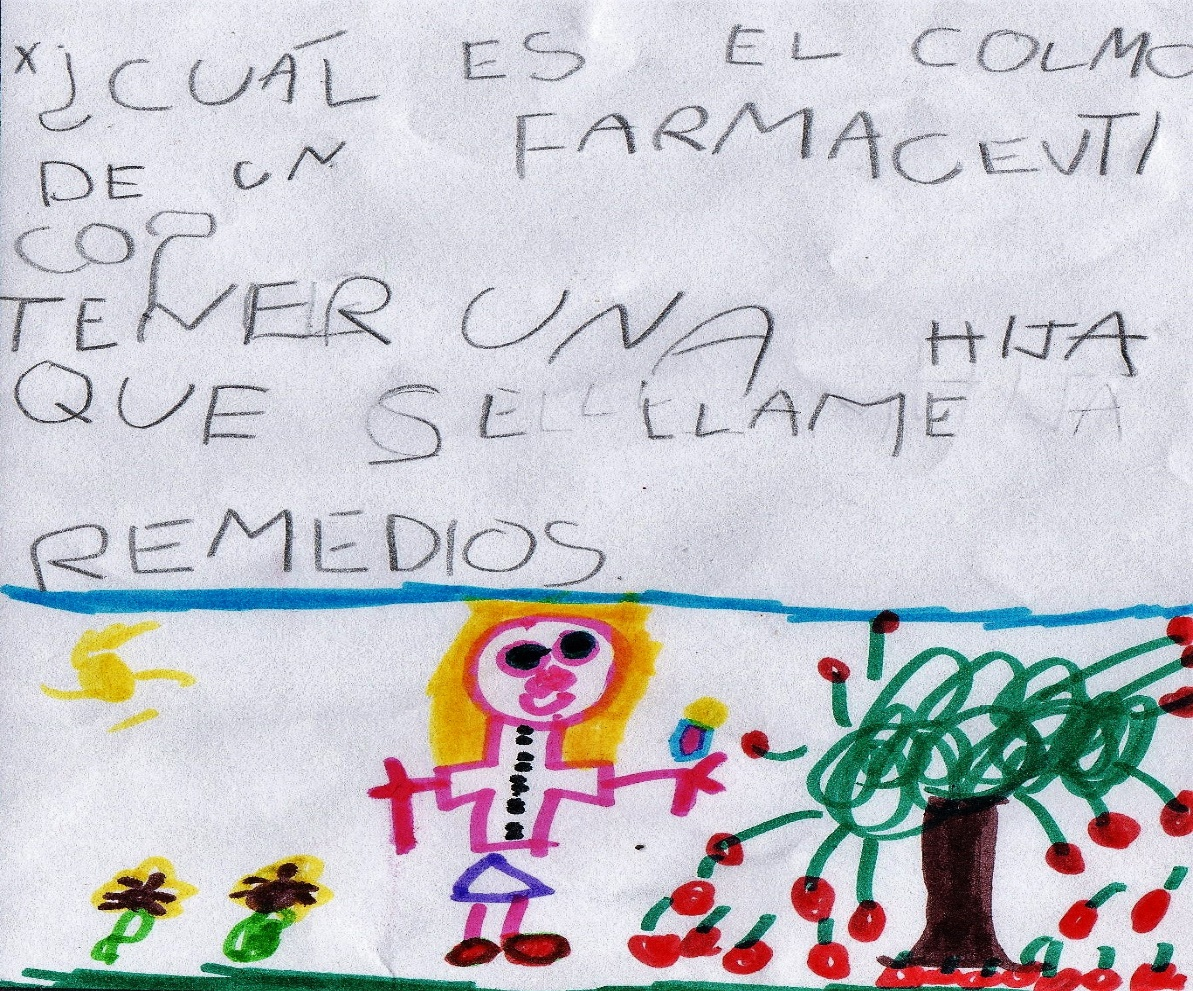 ¿CUÁL ES EL COLMO
DE UN FARMACEUTI
CO?
TENER UNA HIJA
QUE SE LLAME
REMEDIOS